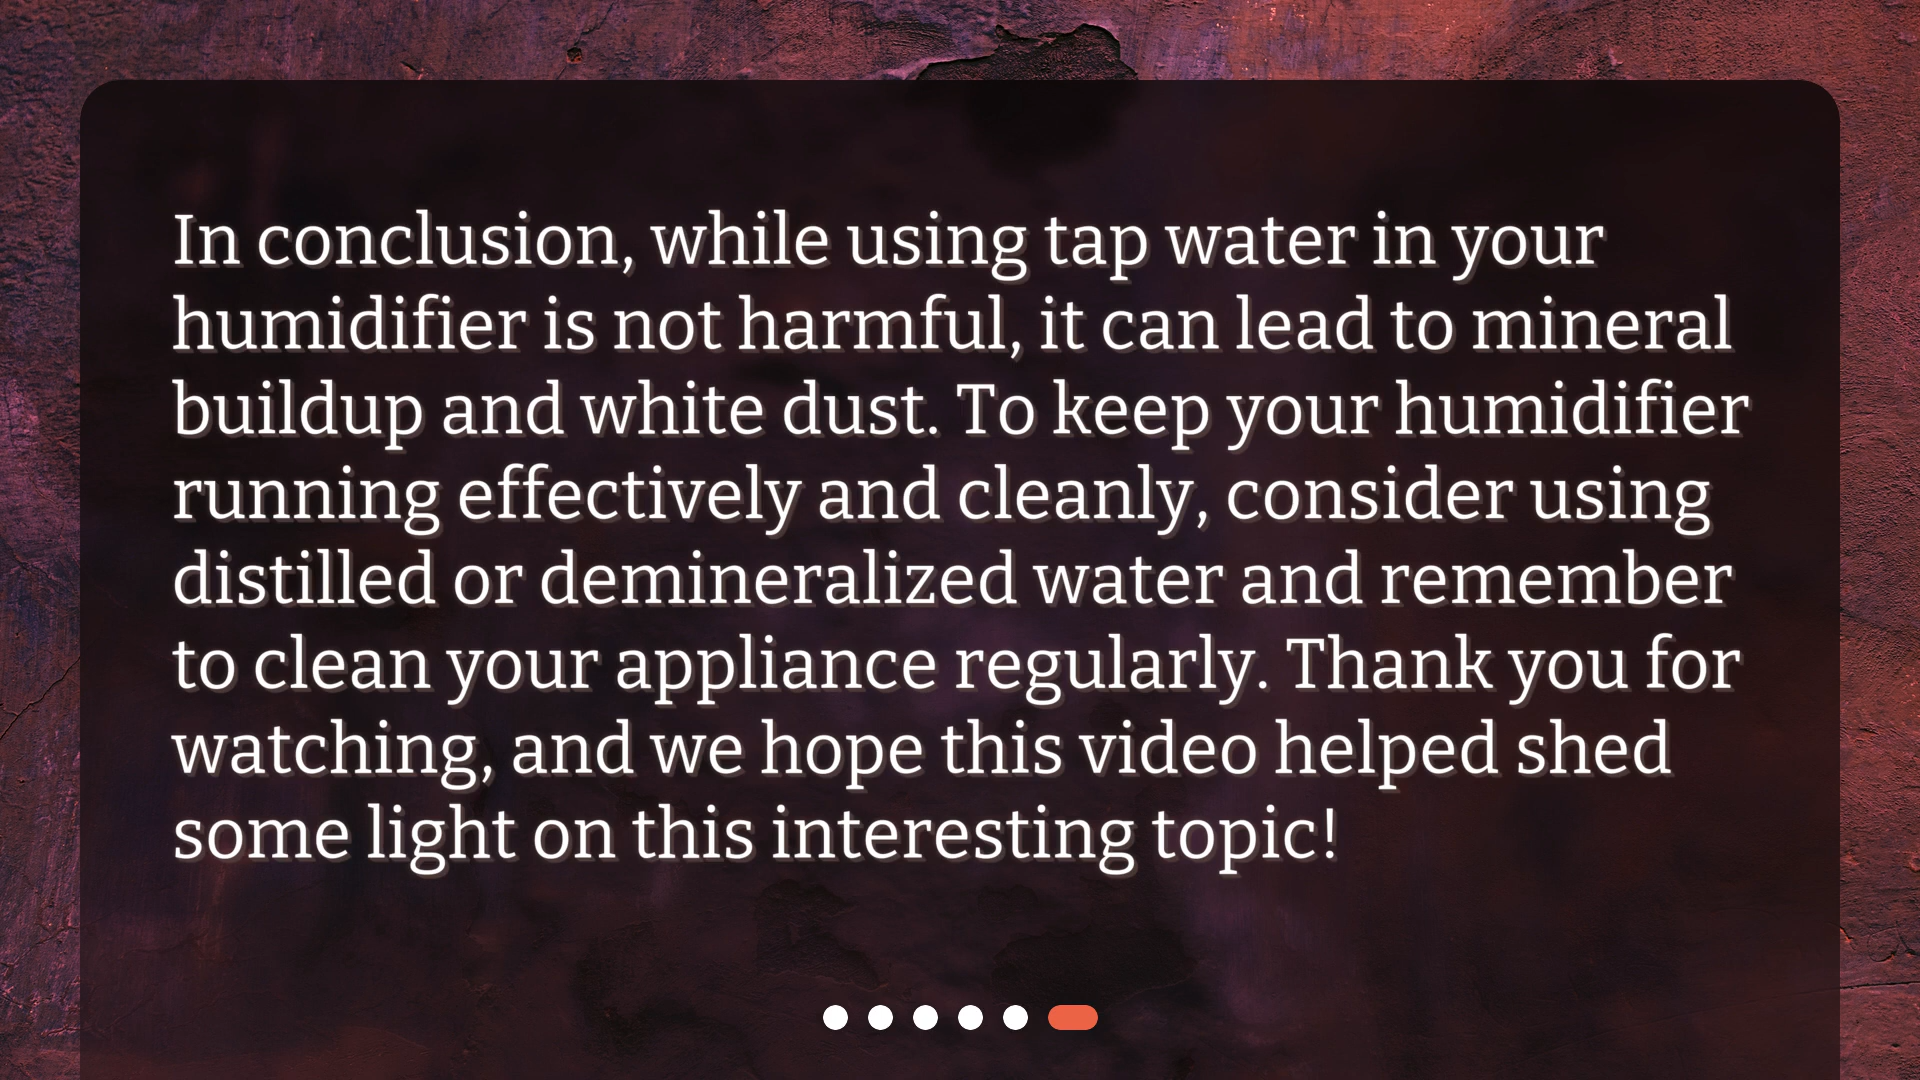 In conclusion, while using tap water in your
humidifier is not harmful, it can lead to mineral
buildup and white dust. To keep your humidifier
running effectively and cleanly, consider using
distilled or demineralized water and remember
to clean your appliance regularly. Thank you for
watching, and we hope this video helped shed
some light on this interesting topic!